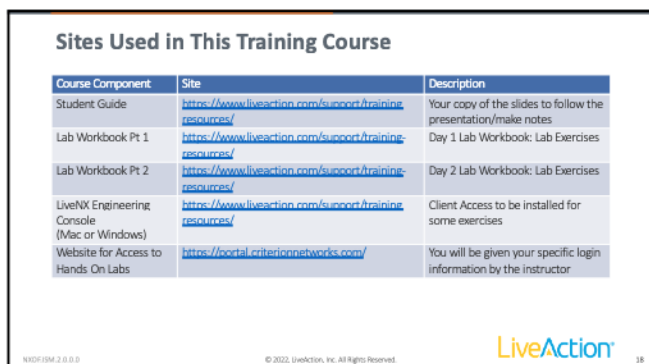 Sites Used in This Training Course
Course Component Site Description
Student Guide https://www.liveaction.com/support/training Your copy of the slides to follow the
resources/ presentation/make notes
Lab Workbook Pt 1 https://www.liveaction.com/support/training- Day 1 Lab Workbook: Lab Exercises
resources/
Lab Workbook Pt 2 https://www.liveaction.com/support/training- Day 2 Lab Workbook: Lab Exercises
resources/
LiveNX Engineering https://www.liveaction.com/support/training Client Access to be installed for
Console resources/ some exercises
(Mac or Windows)
Website for Access to https://portal.criterionnetworks.com/ You will be given your specific login
Hands On Labs information by the instructor
© 2022, LiveAction, Inc. All Rights Reserved.
LiveAction
18